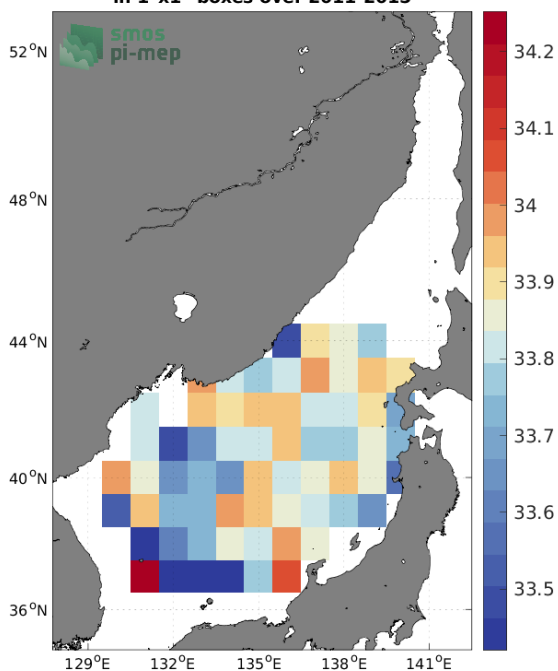 in 1°x1° boxes over 2011-2015
smos
pi-mep
52°N
48°N
44°N
40°N
36°N
129°E
132°E
135°E
138°E
141°E
34.2
34.1
34
33.9
33.8
33.7
33.6
33.5